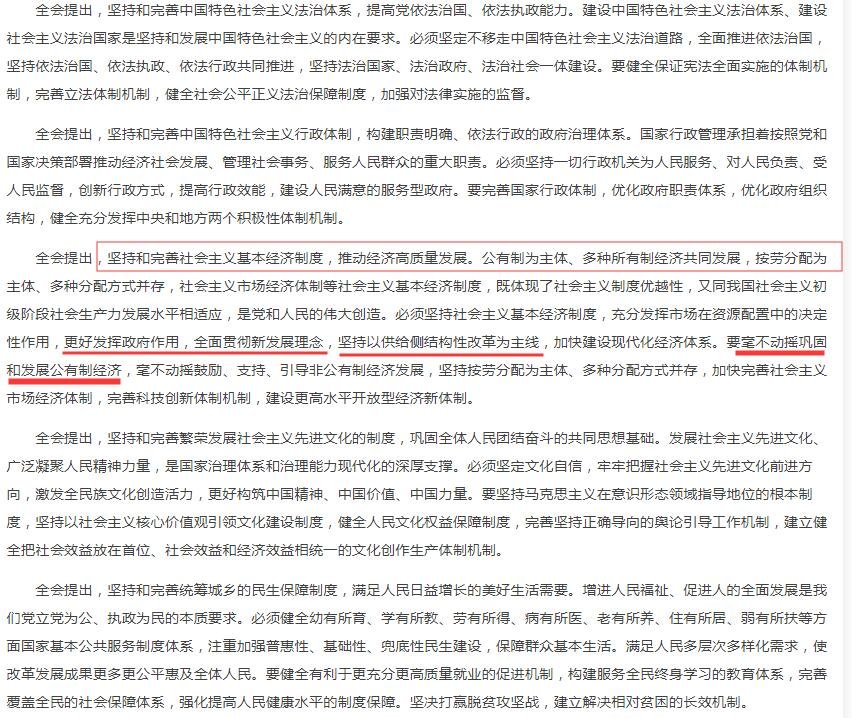 全会提出，坚持和完善中国特色社会主义法治体系，提高党依法治国、依法执政能力。建设中国特色社会主义法治体系、建设
社会主义法治国家是坚持和发展中国特色社会主义的内在要求。必须坚定不移走中国特色社会主义法治道路，全面推进依法治国，
坚持依法治国、依法执政、依法行政共同推进，坚持法治国家、法治政府、法治社会一体建设。要健全保证宪法全面实施的体制机
制，完善立法体制机制，健全社会公平正义法治保障制度，加强对法律实施的监督。
全会提出，坚持和完善中国特色社会主义行政体制，构建职责明确、依法行政的政府治理体系。国家行政管理承担着按照党和
国家决策部署推动经济社会发展、管理社会事务、服务人民群众的重大职责。必须坚持一切行政机关为人民服务、对人民负责、受
人民监督，创新行政方式，提高行政效能，建设人民满意的服务型政府。要完善国家行政体制，优化政府职责体系，优化政府组织
结构，健全充分发挥中央和地方两个积极性体制机制。
全会提出，坚持和完善社会主义基本经济制度，推动经济高质量发展。公有制为主体、多种所有制经济共同发展，按劳分配为
主体、多种分配方式并存，社会主义市场经济体制等社会主义基本经济制度，既体现了社会主义制度优越性，又同我国社会主义初
级阶段社会生产力发展水平相适应，是党和人民的伟大创造。必须坚持社会主义基本经济制度，充分发挥市场在资源配置中的决定
性作用，更好发挥政府作用，全面贯彻新发展理念，坚持以供给侧结构性改革为主线，加快建设现代化经济体系。要毫不动摇巩固
和发展公有制经济，毫不动摇鼓励、支持、引导非公有制经济发展，坚持按劳分配为主体、多种分配方式并存，加快完善社会主义
市场经济体制，完善科技创新体制机制，建设更高水平开放型经济新体制。
全会提出，坚持和完善繁荣发展社会主义先进文化的制度，巩固全体人民团结奋斗的共同思想基础。发展社会主义先进文化、
广泛凝聚人民精神力量，是国家治理体系和治理能力现代化的深厚支撑。必须坚定文化自信，牢牢把握社会主义先进文化前进方
向，激发全民族文化创造活力，更好构筑中国精神、中国价值、中国力量。要坚持马克思主义在意识形态领域指导地位的根本制
度，坚持以社会主义核心价值观引领文化建设制度，健全人民文化权益保障制度，完善坚持正确导向的舆论引导工作机制，建立健
全把社会效益放在首位、社会效益和经济效益相统一的文化创作生产体制机制。
全会提出，坚持和完善统筹城乡的民生保障制度，满足人民日益增长的美好生活需要。增进人民福祉、促进人的全面发展是我
们党立党为公、执政为民的本质要求。必须健全幼有所育、学有所教、劳有所得、病有所医、老有所养、住有所居、弱有所扶等方
面国家基本公共服务制度体系，注重加强普惠性、基础性、兜底性民生建设，保障群众基本生活。满足人民多层次多样化需求，使
改革发展成果更多更公平惠及全体人民。要健全有利于更充分更高质量就业的促进机制，构建服务全民终身学习的教育体系，完善
覆盖全民的社会保障体系，强化提高人民健康水平的制度保障。坚决打赢脱贫攻坚战，建立解决相对贫困的长效机制。